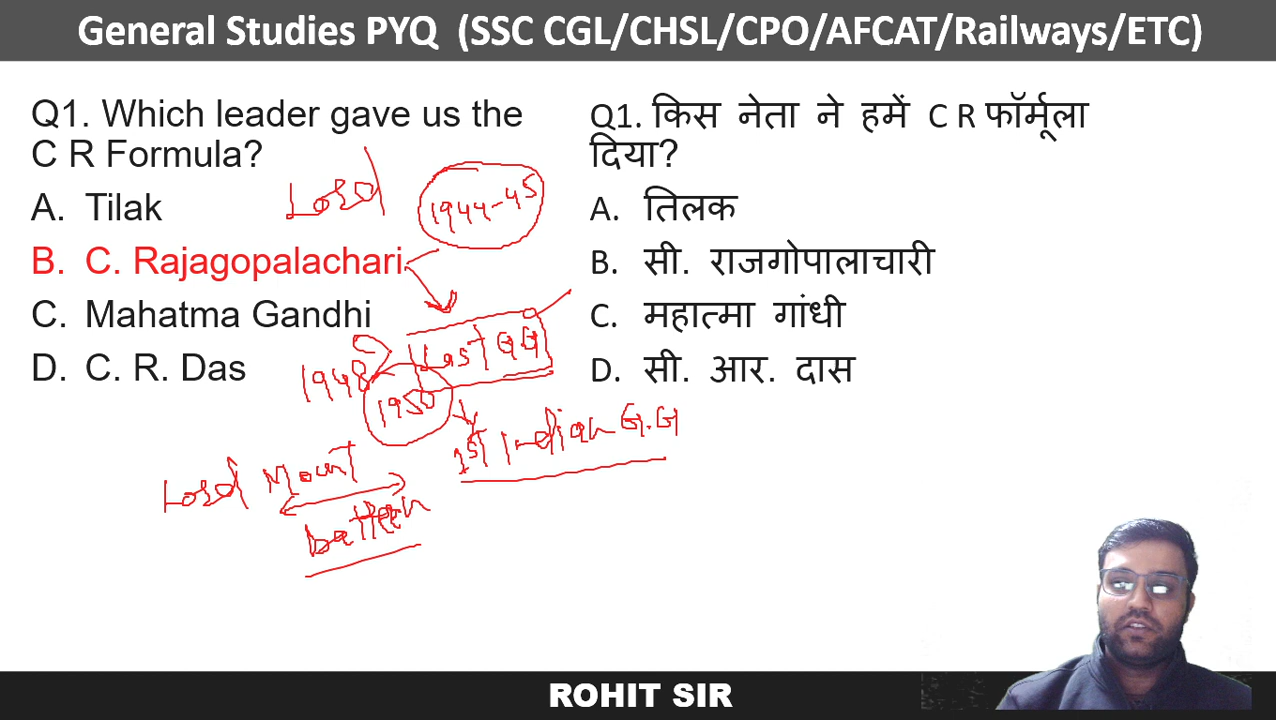 General Studies PYQ (SSC CGL/CHSL/CPO/AFCAT/Railways/ETC)
Q1. Which leader gave us the
C R Formula?
A. Tilak
B. C. Rajagopalachari
C. Mahatma Gandhi
D. C. R. Das
Lord
1944-45
Last G.G
1948
1950
1st Indian G.G
Lord Mount
batteen
Q1. किस नेता ने हमें C R फॉर्मूला
दिया?
A. तिलक
B. सी. राजगोपालाचारी
C. महात्मा गांधी
D. सी. आर. दास
ROHIT SIR